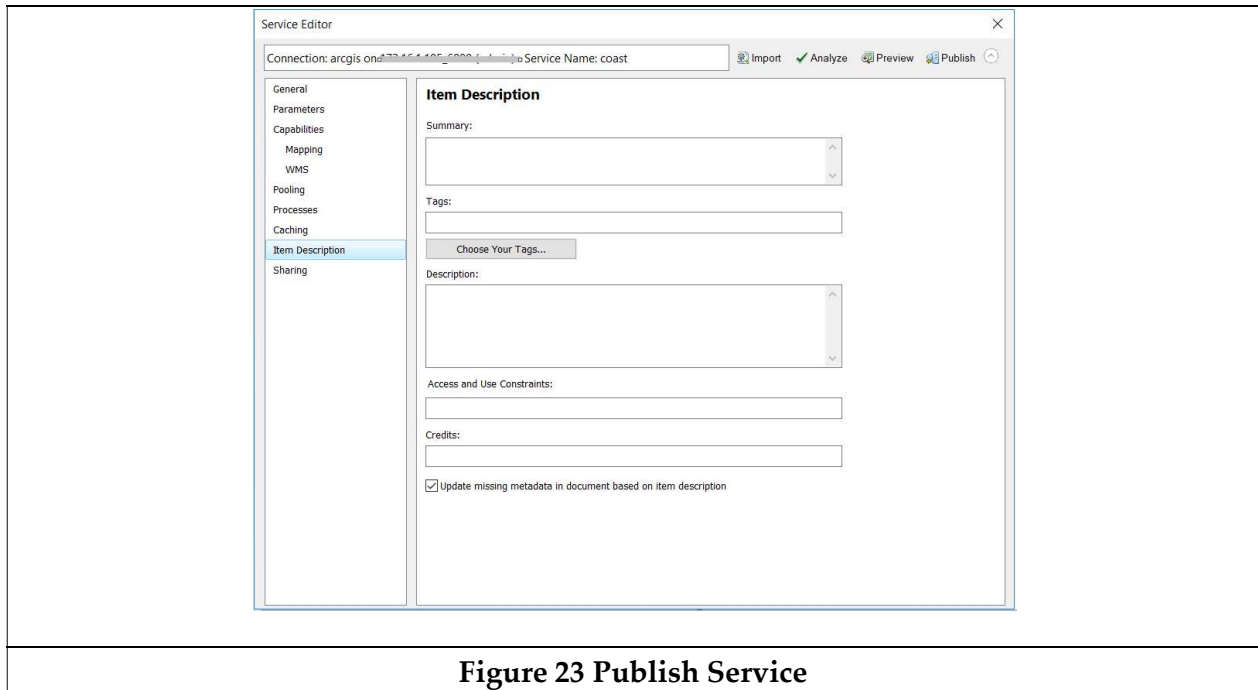 Service Editor
Connection: arcgis on Service Name: coast
Import Analyze Preview Publish
General
Parameters
Capabilities
Mapping
WMS
Pooling
Processes
Caching
Item Description
Sharing
Item Description
Summary:
Tags:
Choose Your Tags...
Description:
Access and Use Constraints:
Credits:
Update missing metadata in document based on item description
Figure 23 Publish Service